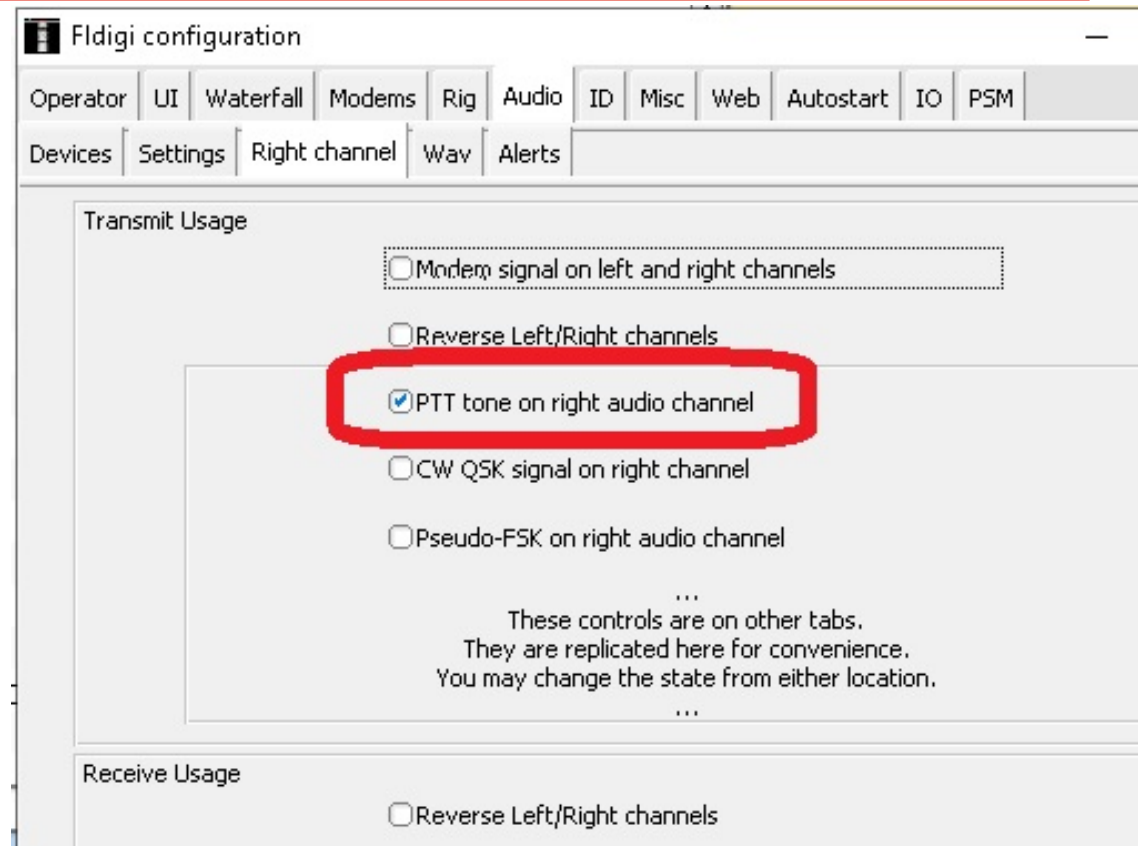 Fldigi configuration
Operator UI Waterfall Modems Rig Audio ID Misc Web Autostart IO PSM
Devices Settings Right channel Wav Alerts
Transmit Usage
Modem signal on left and right channels
Reverse Left/Right channels
PTT tone on right audio channel
CW QSK signal on right channel
Pseudo-FSK on right audio channel
...
These controls are on other tabs.
They are replicated here for convenience.
You may change the state from either location.
...
Receive Usage
Reverse Left/Right channels